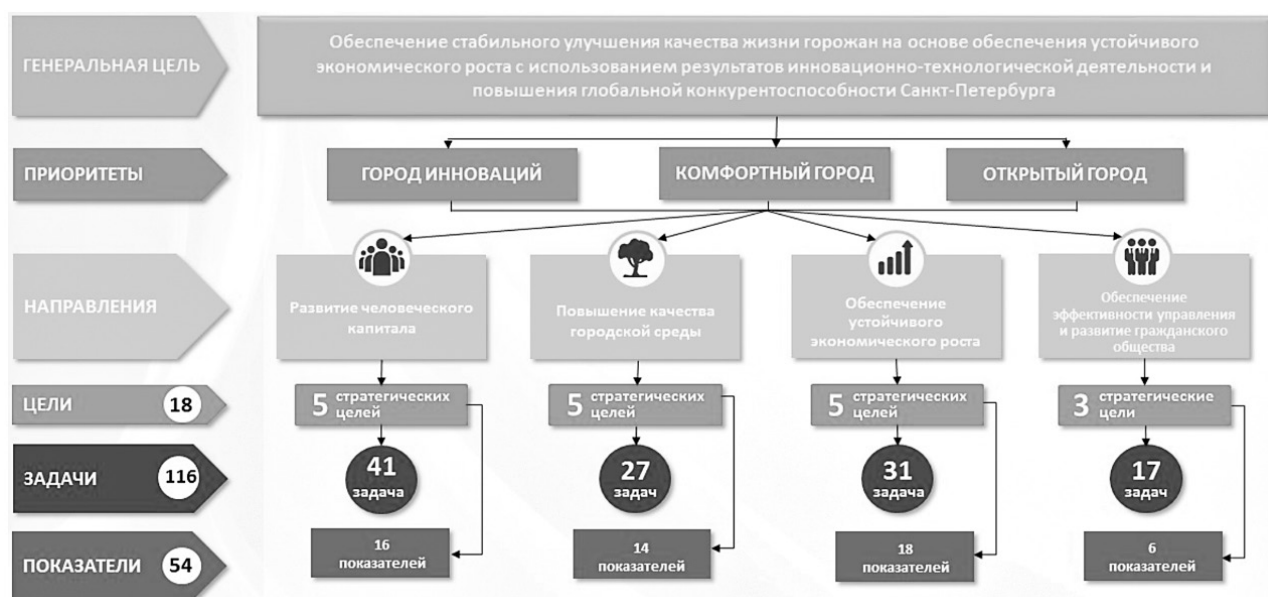 ГЕНЕРАЛЬНАЯ ЦЕЛЬ
Обеспечение стабильного улучшения качества жизни горожан на основе обеспечения устойчивого
экономического роста с использованием результатов инновационно-технологической деятельности и
повышения глобальной конкурентоспособности Санкт-Петербурга
ПРИОРИТЕТЫ
ГОРОД ИННОВАЦИЙ
КОМФОРТНЫЙ ГОРОД
ОТКРЫТЫЙ ГОРОД
НАПРАВЛЕНИЯ
Развитие человеческого
капитала
Повышение качества
городской среды
Обеспечение
устойчивого
экономического роста
Обеспечение
эффективности управления
и развитие гражданского
общества
ЦЕЛИ 18
5 стратегических
целей
5 стратегических
целей
5 стратегических
целей
3 стратегические
цели
ЗАДАЧИ 116
41
задача
27
задач
31
задача
17
задач
ПОКАЗАТЕЛИ 54
16
показателей
14
показателей
18
показателей
6
показателей